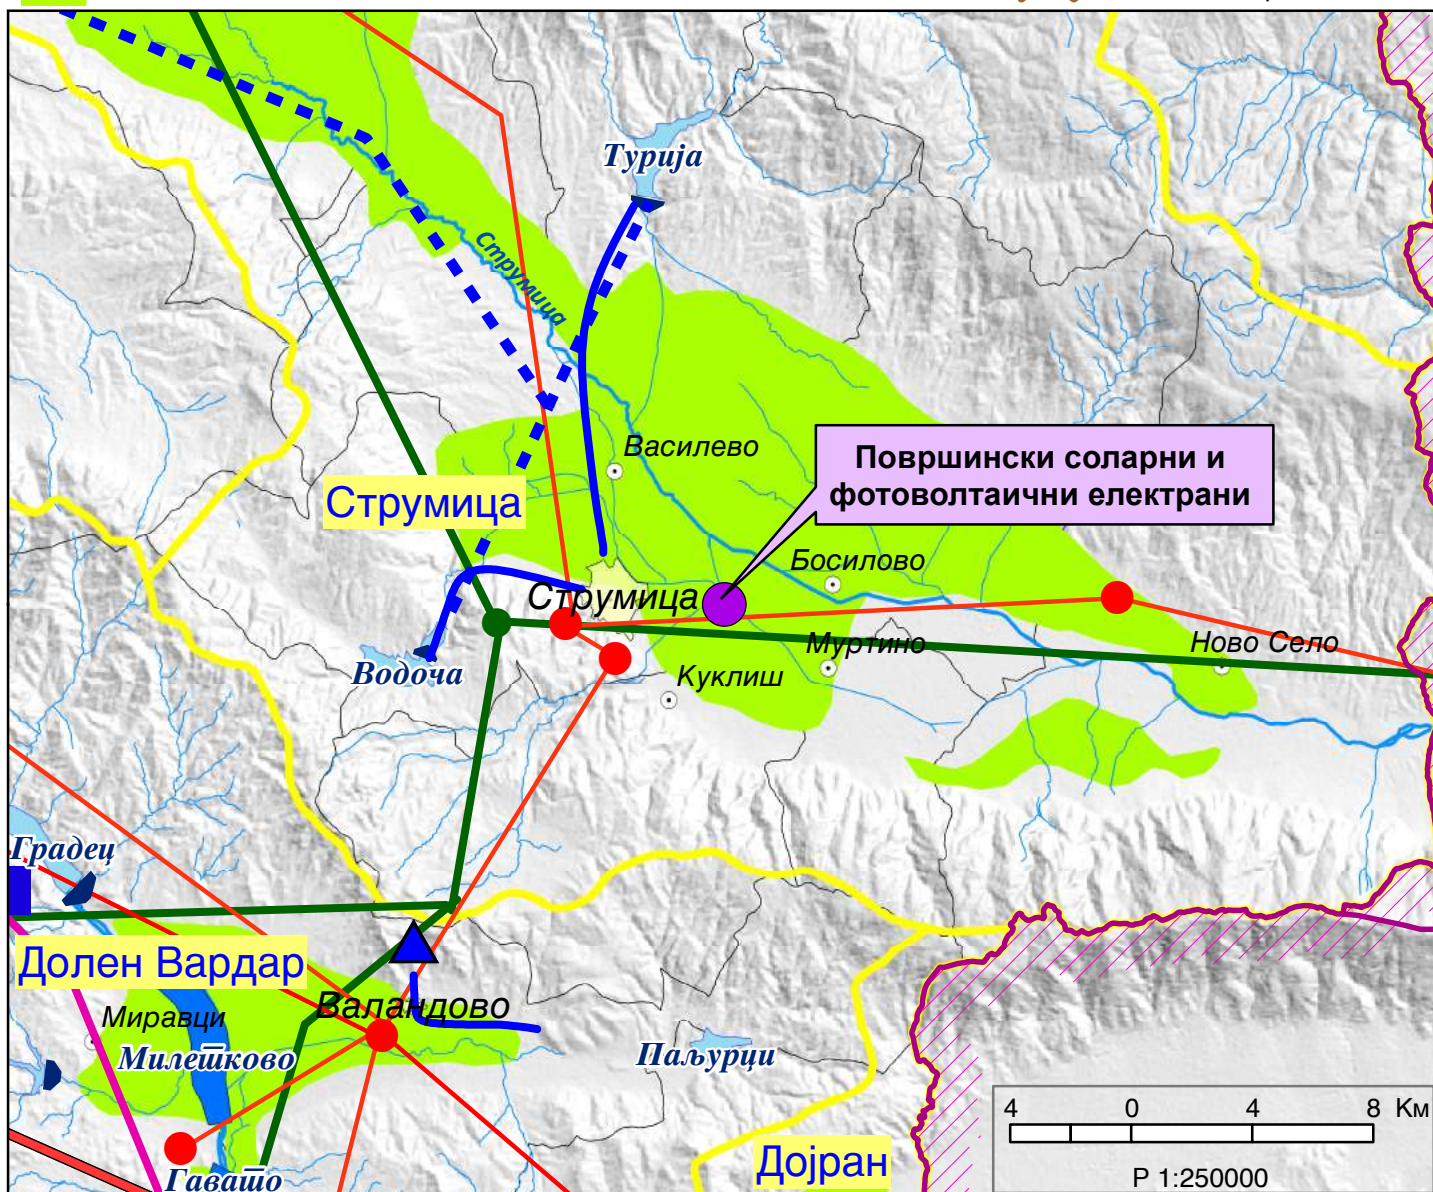 Турија
Струмица
Василево
Површински соларни и
фотоволтаични електрани
Струмица
Босилово
Струмица
Муртино
Ново Село
Водоча
Куклиш
Градец
Долен Вардар
Валандово
Миравци
Милешково
Паљурци
4 0 4 8 Км
Дојран
Р 1:250000
Гавато